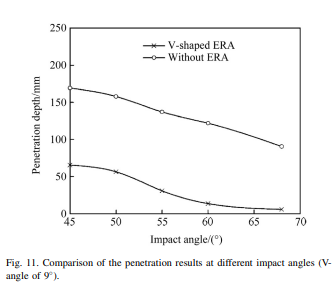 250
V-shaped ERA
Without ERA
200
150
100
50
0
Penetration depth/mm
45 50 55 60 65 70
Impact angle/(°)
Fig. 11. Comparison of the penetration results at different impact angles (V-
angle of 9°).